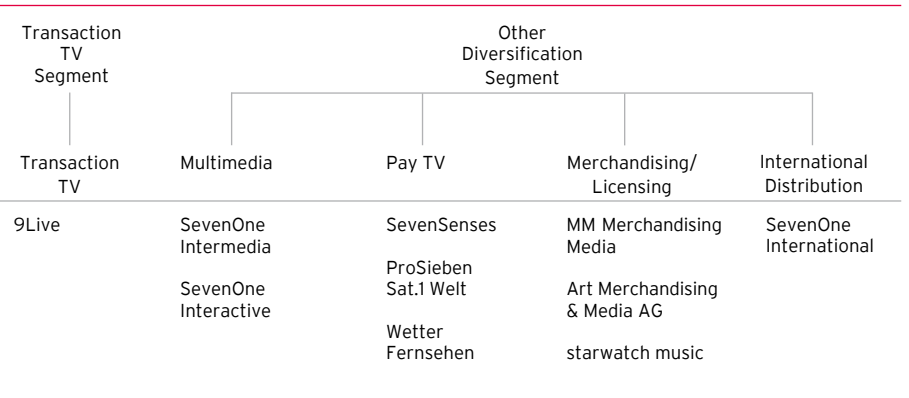 Transaction
TV
Segment
Other
Diversification
Segment
Transaction
TV
Multimedia
Pay TV
Merchandising/
Licensing
International
Distribution
9Live
SevenOne
Intermedia
SevenOne
Interactive
SevenSenses
ProSieben
Sat.1 Welt
Wetter
Fernsehen
MM Merchandising
Media
Art Merchandising
& Media AG
starwatch music
SevenOne
International